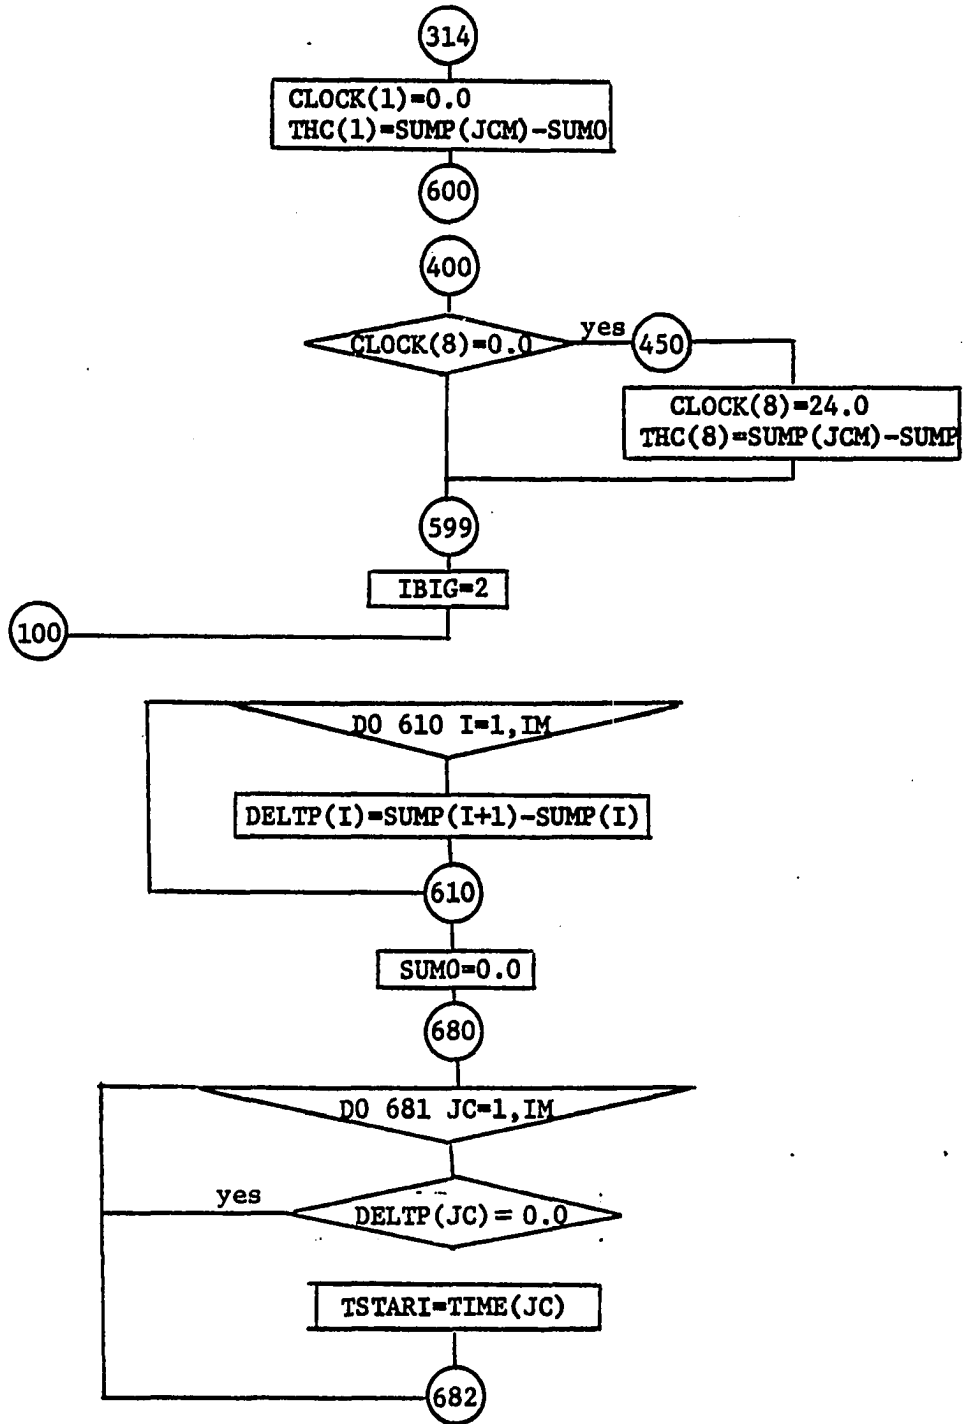 314
CLOCK(1)=0.0
THC(1)=SUMP(JCM)-SUMO
600
400
CLOCK(8)=0.0
yes
450
CLOCK(8)=24.0
THC(8)=SUMP(JCM)-SUMP
599
IBIG=2
100
DO 610 I=1,IM
DELTP(I)=SUMP(I+1)-SUMP(I)
610
SUMO=0.0
680
DO 681 JC=1,IM
yes
DELTP(JC)=0.0
TSTARI=TIME(JC)
682